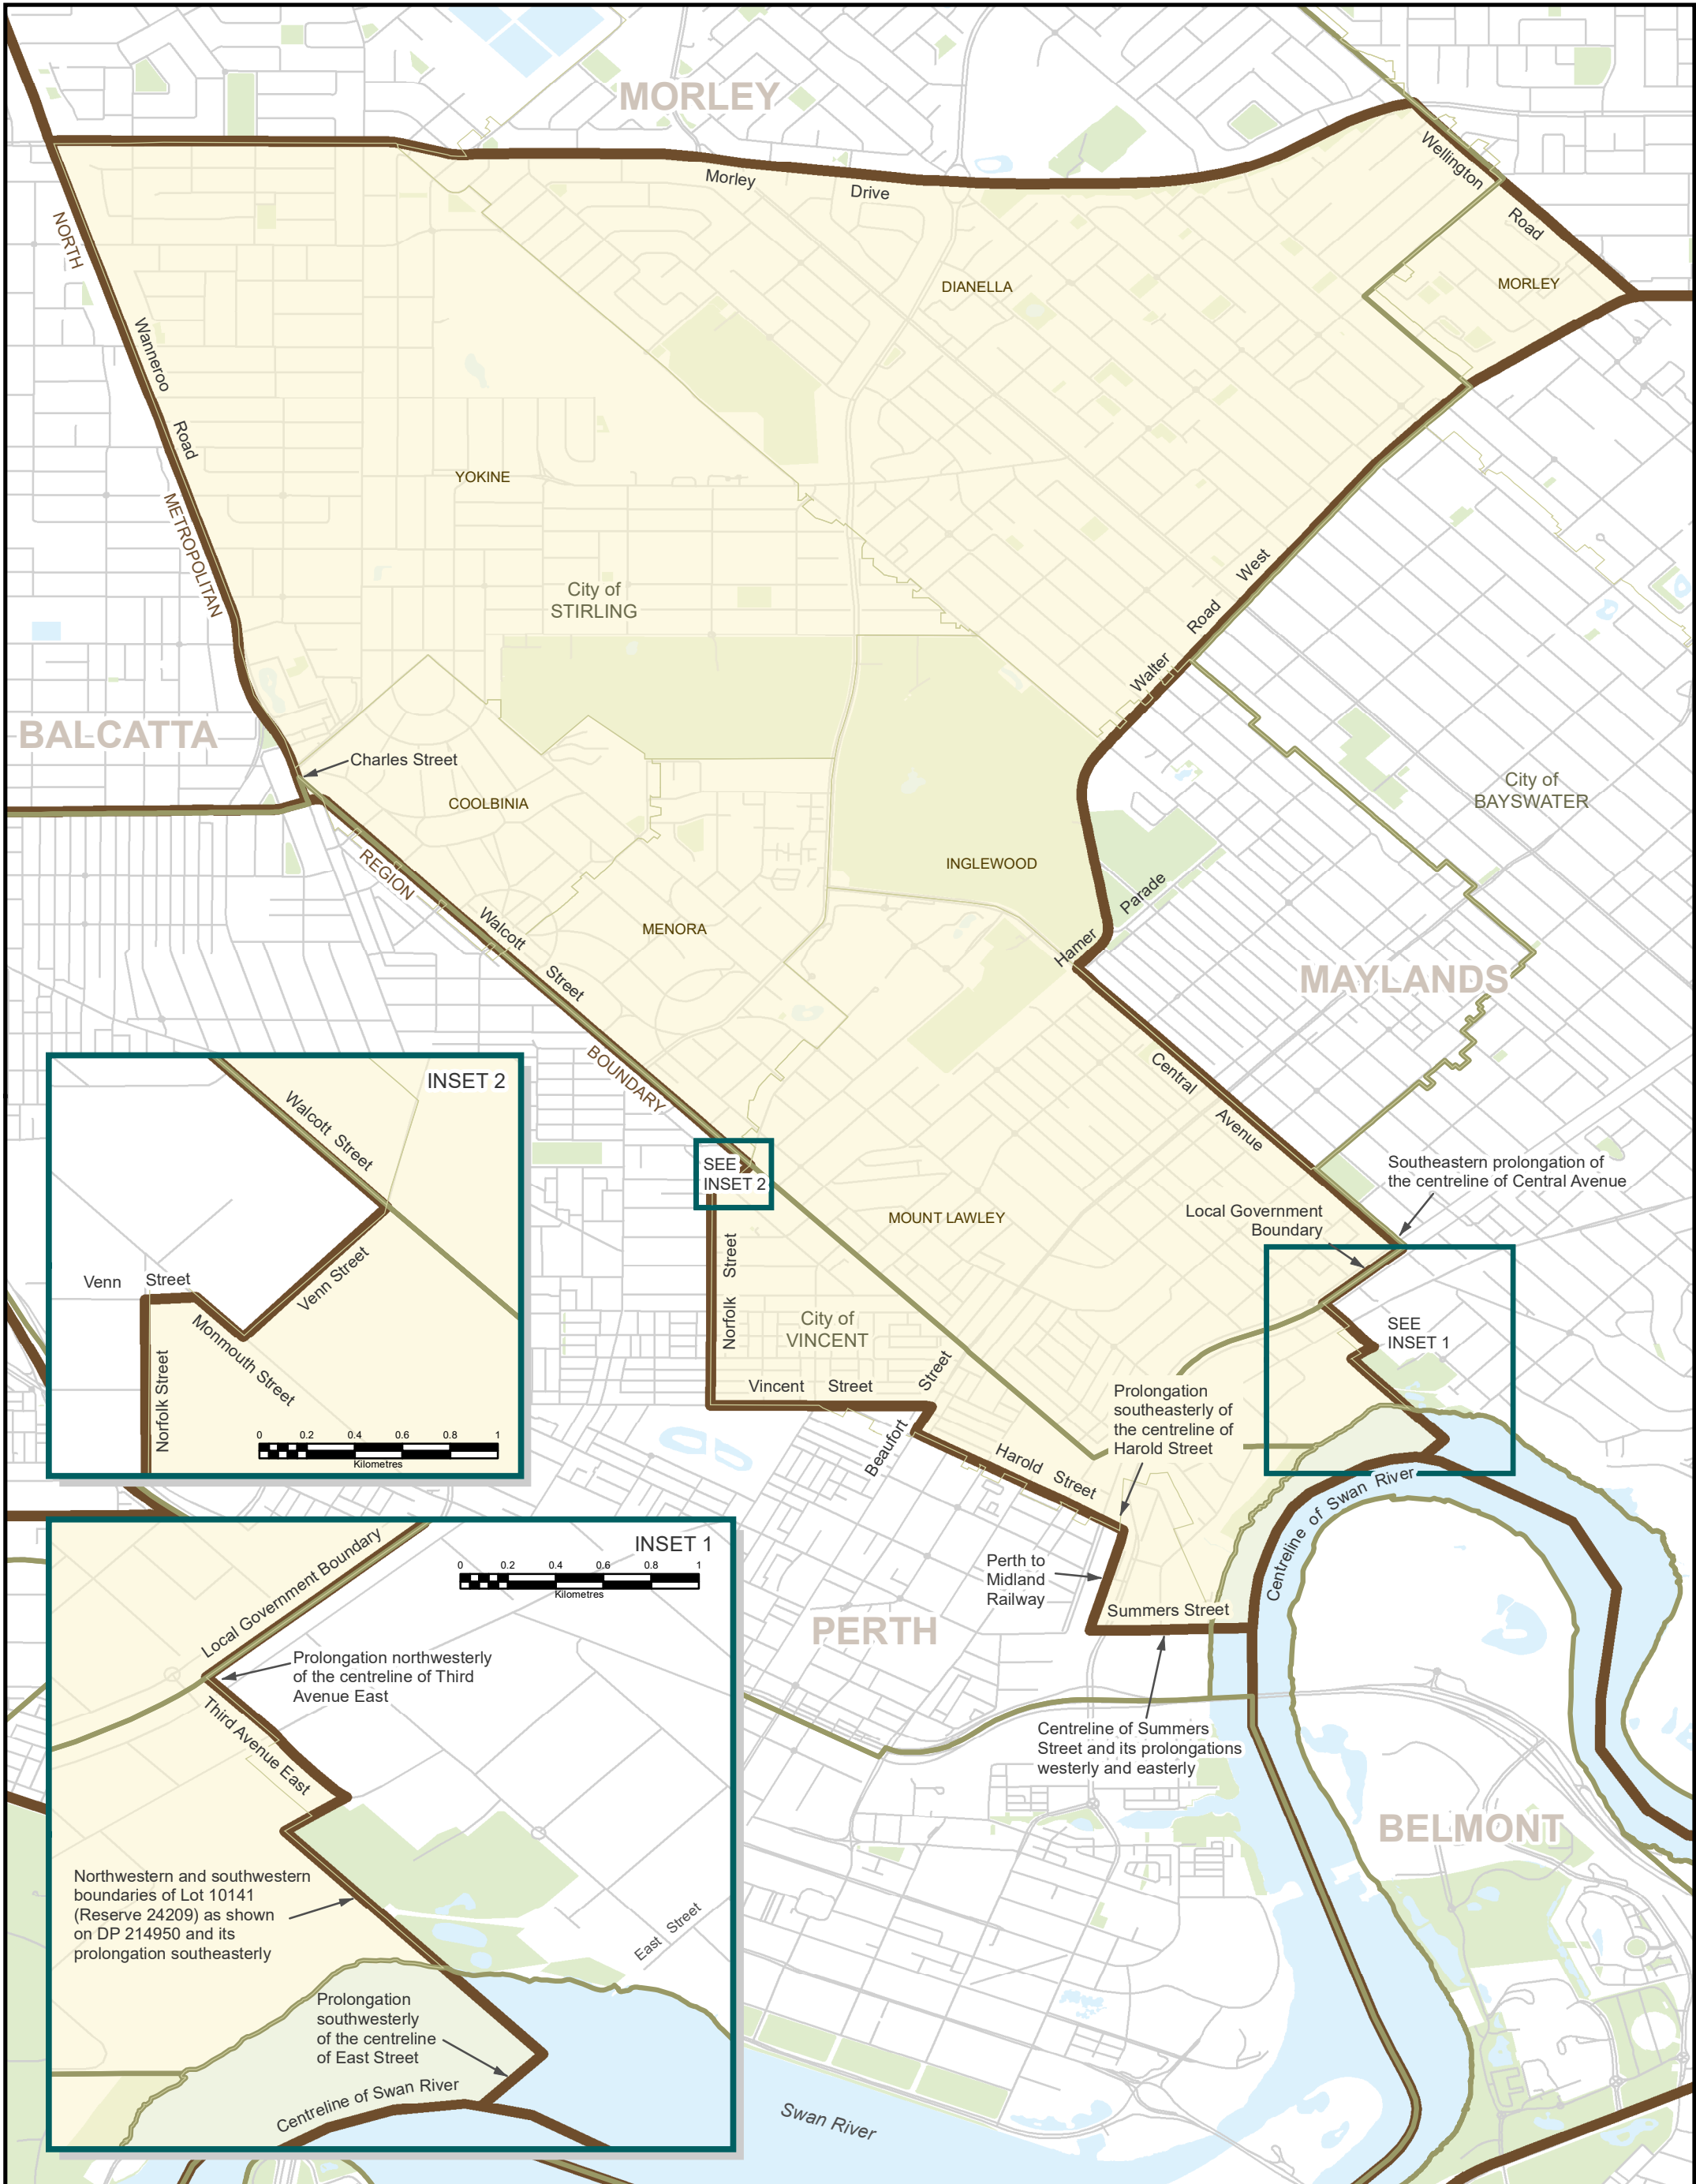 MORLEY
Wellington
Road
Morley
Drive
NORTH
DIANELLA
MORLEY
Wanneroo
Road
YOKINE
METROPOLITAN
City of
STIRLING
West
Road
Walter
BALCATTA
Charles Street
COOLBINIA
City of
BAYSWATER
REGION
INGLEWOOD
Parade
Walcott
Street
MENORA
Hamer
MAYLANDS
BOUNDARY
Central
Avenue
SEE
INSET 2
Southeastern prolongation of
the centreline of Central Avenue
Local Government
Boundary
MOUNT LAWLEY
Norfolk Street
City of
VINCENT
SEE
INSET 1
Vincent Street
Beaufort
Street
Harold Street
Prolongation
southeasterly of
the centreline of
Harold Street
Centreline of Swan River
Perth to
Midland
Railway
Summers Street
PERTH
Centreline of Summers
Street and its prolongations
westerly and easterly
BELMONT
Swan River
INSET 2
Walcott Street
Venn Street
Venn Street
Monmouth Street
Norfolk Street
0 0.2 0.4 0.6 0.8 1
Kilometres
INSET 1
0 0.2 0.4 0.6 0.8 1
Kilometres
Local Government Boundary
Prolongation northwesterly
of the centreline of Third
Avenue East
Third Avenue East
Northwestern and southwestern
boundaries of Lot 10141
(Reserve 24209) as shown
on DP 214950 and its
prolongation southeasterly
East Street
Prolongation
southwesterly
of the centreline
of East Street
Centreline of Swan River